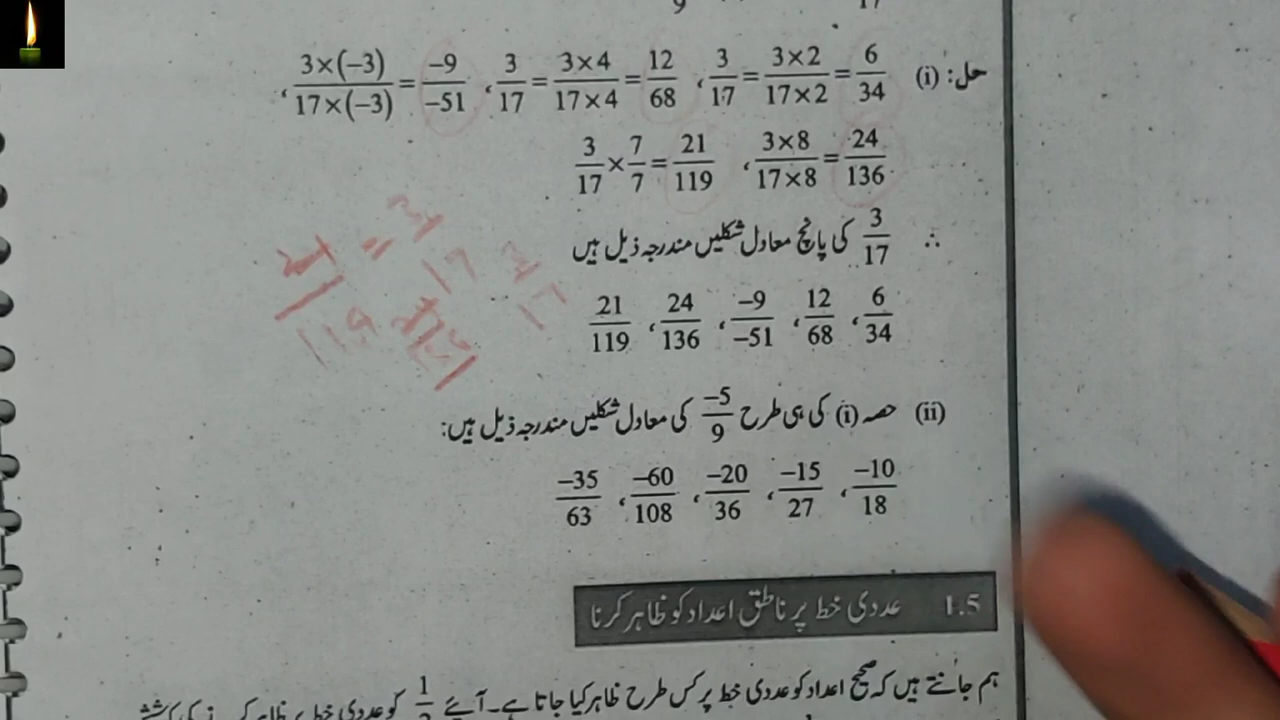 حل: (i) 3/17 = 3×2/17×2 = 6/34 ، 3/17 = 3×4/17×4 = 12/68 ، 3×(−3)/17×(−3) = −9/−51 ،
3×8/17×8 = 24/136 ، 3/17 × 7/7 = 21/119
∴ 3/17 کی پانچ معادل شکلیں مندرجہ ذیل ہیں
6/34 ، 12/68 ، −9/−51 ، 24/136 ، 21/119
(ii) حصہ (i) کی ہی طرح −5/9 کی معادل شکلیں مندرجہ ذیل ہیں:
−10/18 ، −15/27 ، −20/36 ، −60/108 ، −35/63
1.5 عددی خط پر ناطق اعداد کو ظاہر کرنا
ہم جانتے ہیں کہ صحیح اعداد کو عددی خط پر کس طرح ظاہر کیا جاتا ہے۔ آئیے کو عددی خط پر